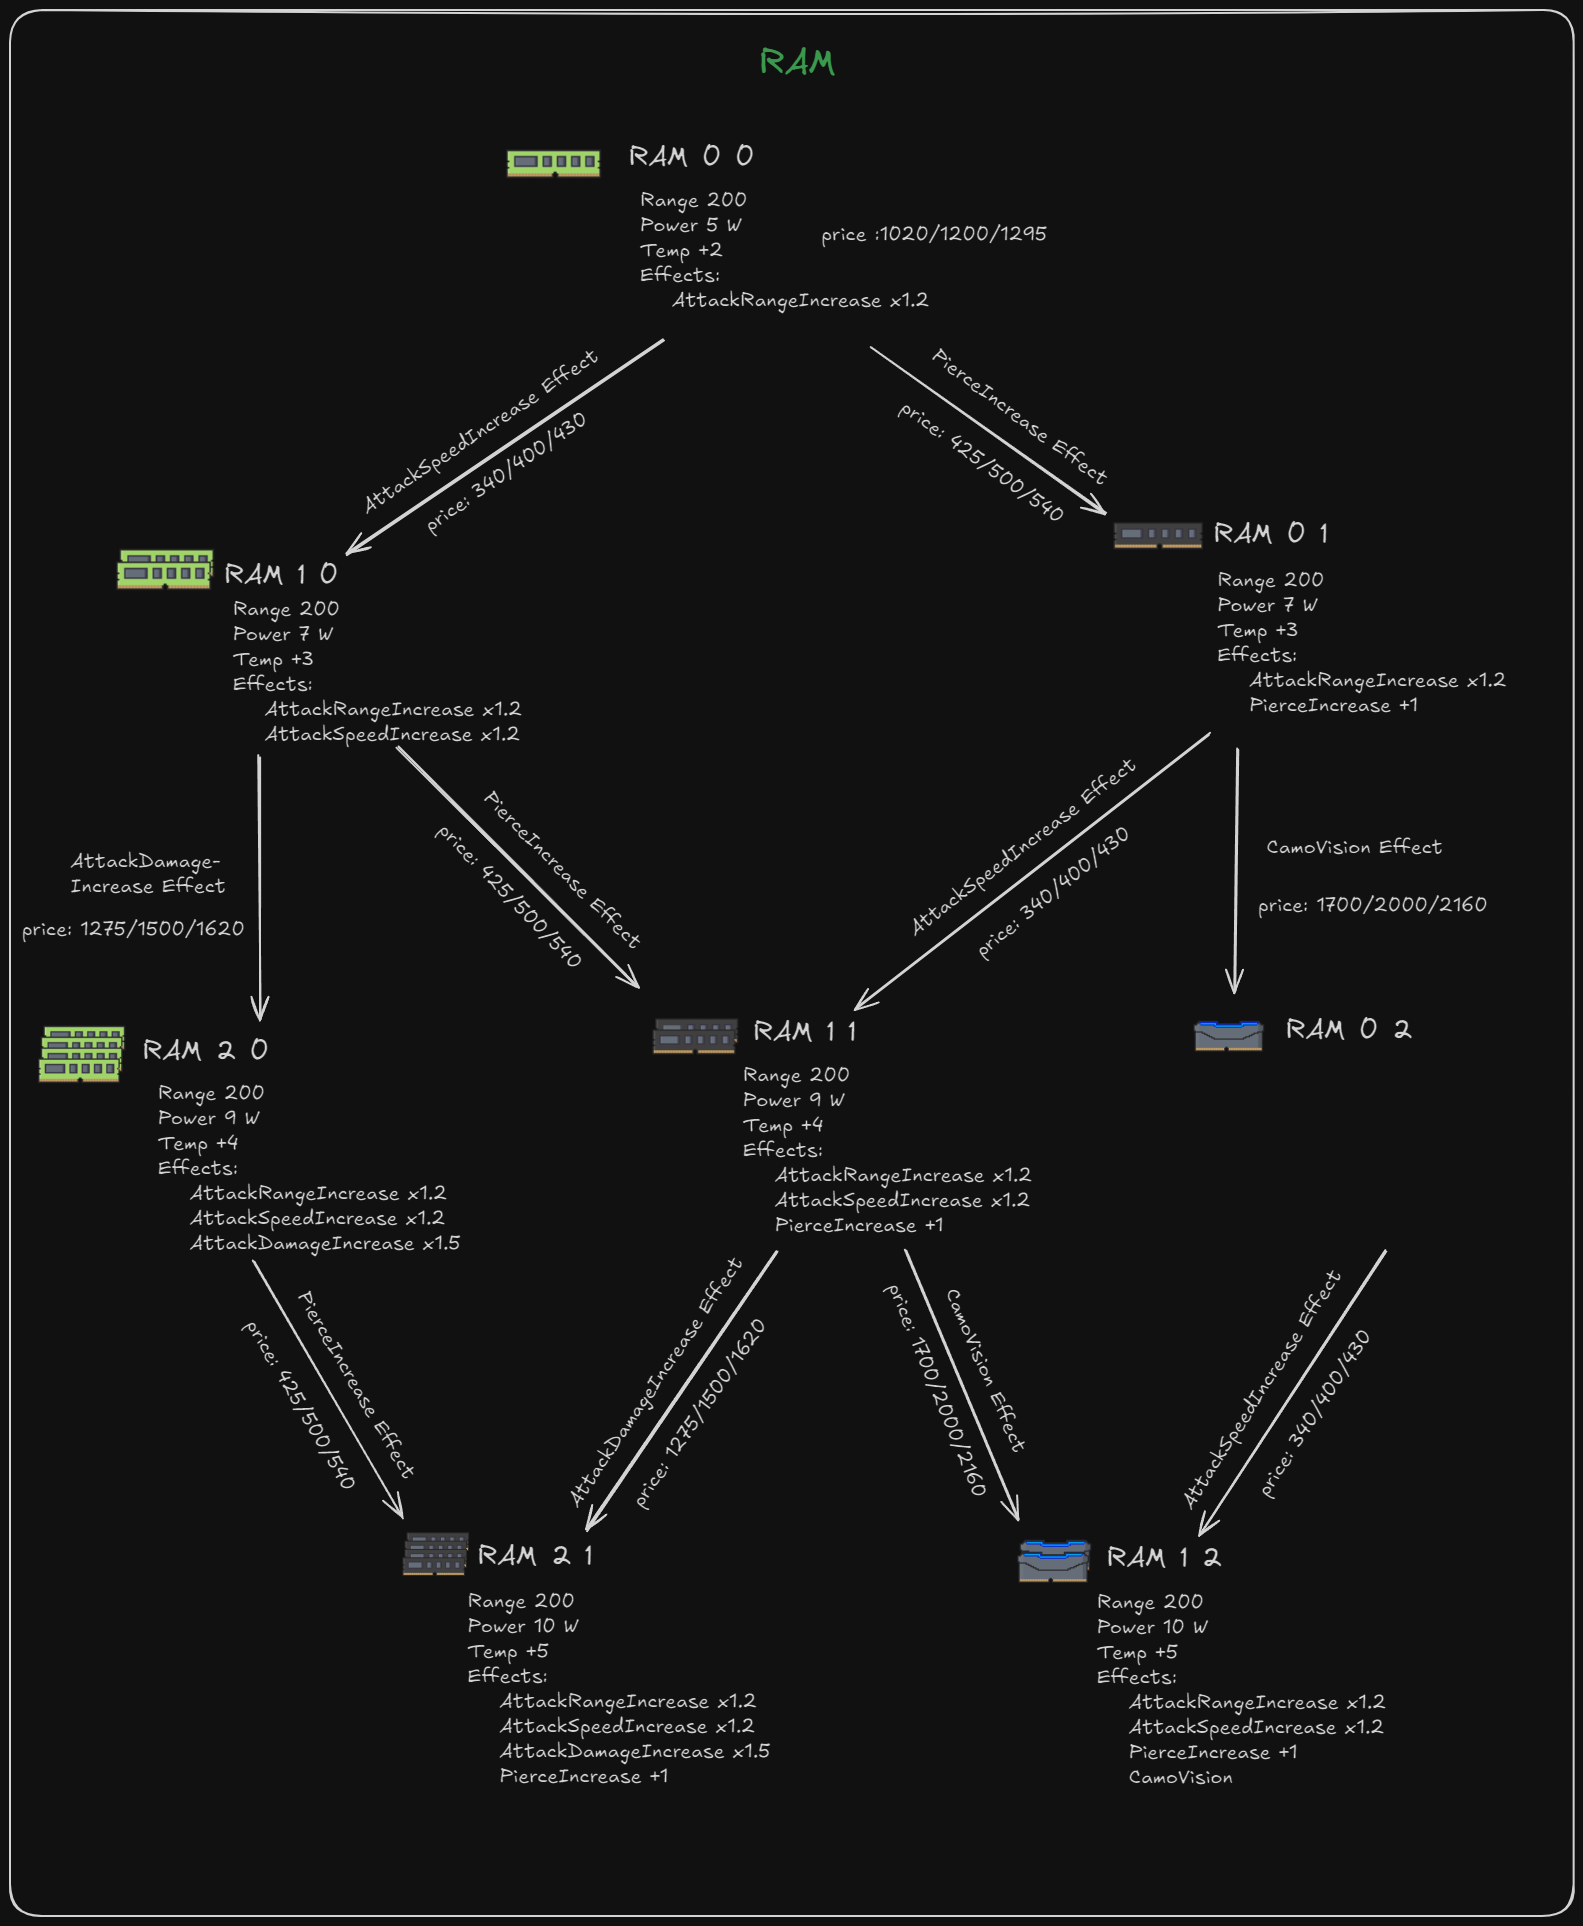 RAM
RAM 0 0
Range 200
Power 5 W
price :1020/1200/1295
Temp +2
Effects:
AttackRangeIncrease x1.2
AttackSpeedIncrease Effect
price: 340/400/430
PierceIncrease Effect
price: 425/500/540
RAM 1 0
Range 200
Power 7 W
Temp +3
Effects:
AttackRangeIncrease x1.2
AttackSpeedIncrease x1.2
RAM 0 1
Range 200
Power 7 W
Temp +3
Effects:
AttackRangeIncrease x1.2
PierceIncrease +1
AttackDamage-
Increase Effect
price: 1275/1500/1620
PierceIncrease Effect
price: 425/500/540
AttackSpeedIncrease Effect
price: 340/400/430
CamoVision Effect
price: 1700/2000/2160
RAM 2 0
Range 200
Power 9 W
Temp +4
Effects:
AttackRangeIncrease x1.2
AttackSpeedIncrease x1.2
AttackDamageIncrease x1.5
RAM 1 1
Range 200
Power 9 W
Temp +4
Effects:
AttackRangeIncrease x1.2
AttackSpeedIncrease x1.2
PierceIncrease +1
RAM 0 2
PierceIncrease Effect
price: 425/500/540
AttackDamageIncrease Effect
price: 1275/1500/1620
CamoVision Effect
price: 1700/2000/2160
AttackSpeedIncrease Effect
price: 340/400/430
RAM 2 1
Range 200
Power 10 W
Temp +5
Effects:
AttackRangeIncrease x1.2
AttackSpeedIncrease x1.2
AttackDamageIncrease x1.5
PierceIncrease +1
RAM 1 2
Range 200
Power 10 W
Temp +5
Effects:
AttackRangeIncrease x1.2
AttackSpeedIncrease x1.2
PierceIncrease +1
CamoVision